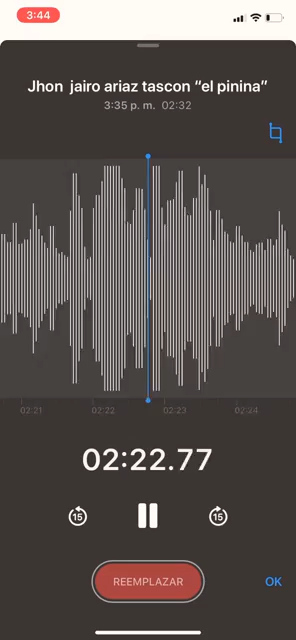 3:44
Jhon jairo ariaz tascon “el pinina”
3:35 p. m. 02:32
02:21 02:22 02:23 02:24
02:22.77
15 15
REEMPLAZAR
OK